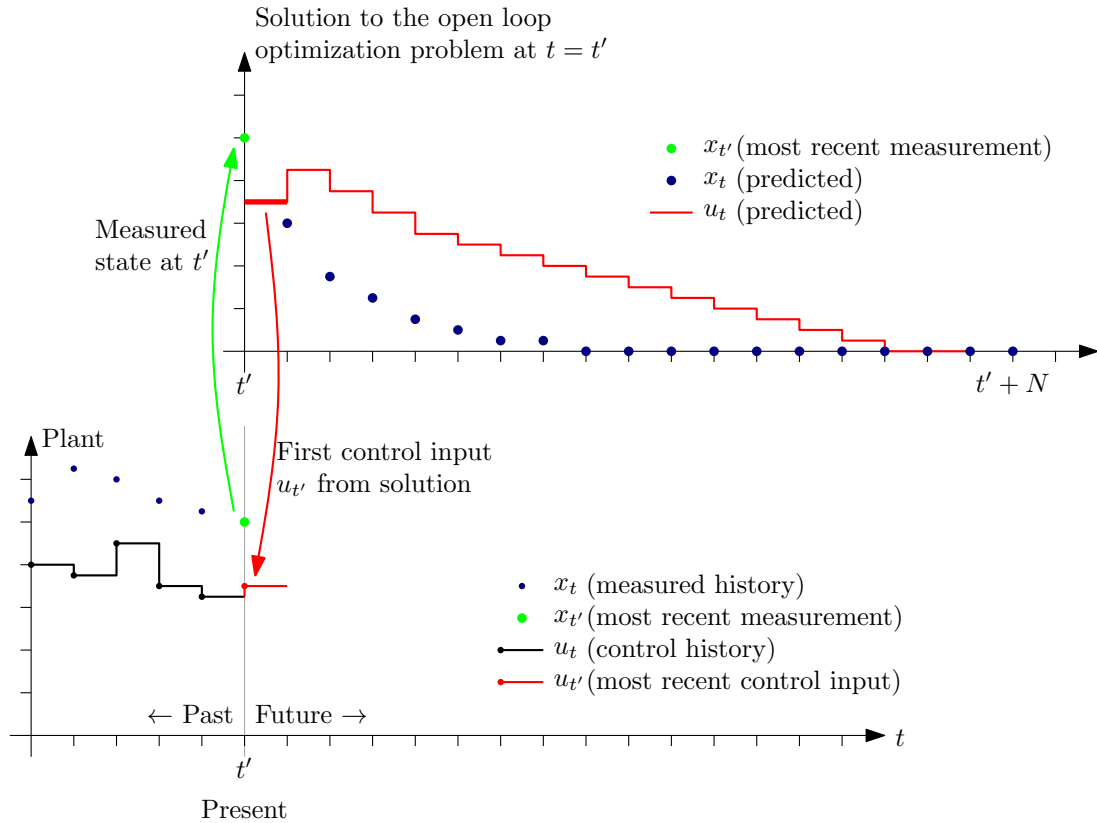 Solution to the open loop
optimization problem at t = t′
x_{t′}(most recent measurement)
x_t (predicted)
u_t (predicted)
Measured
state at t′
t′
t′ + N
Plant
First control input
u_{t′} from solution
x_t (measured history)
x_{t′}(most recent measurement)
u_t (control history)
u_{t′}(most recent control input)
← Past
Future →
t
t′
Present